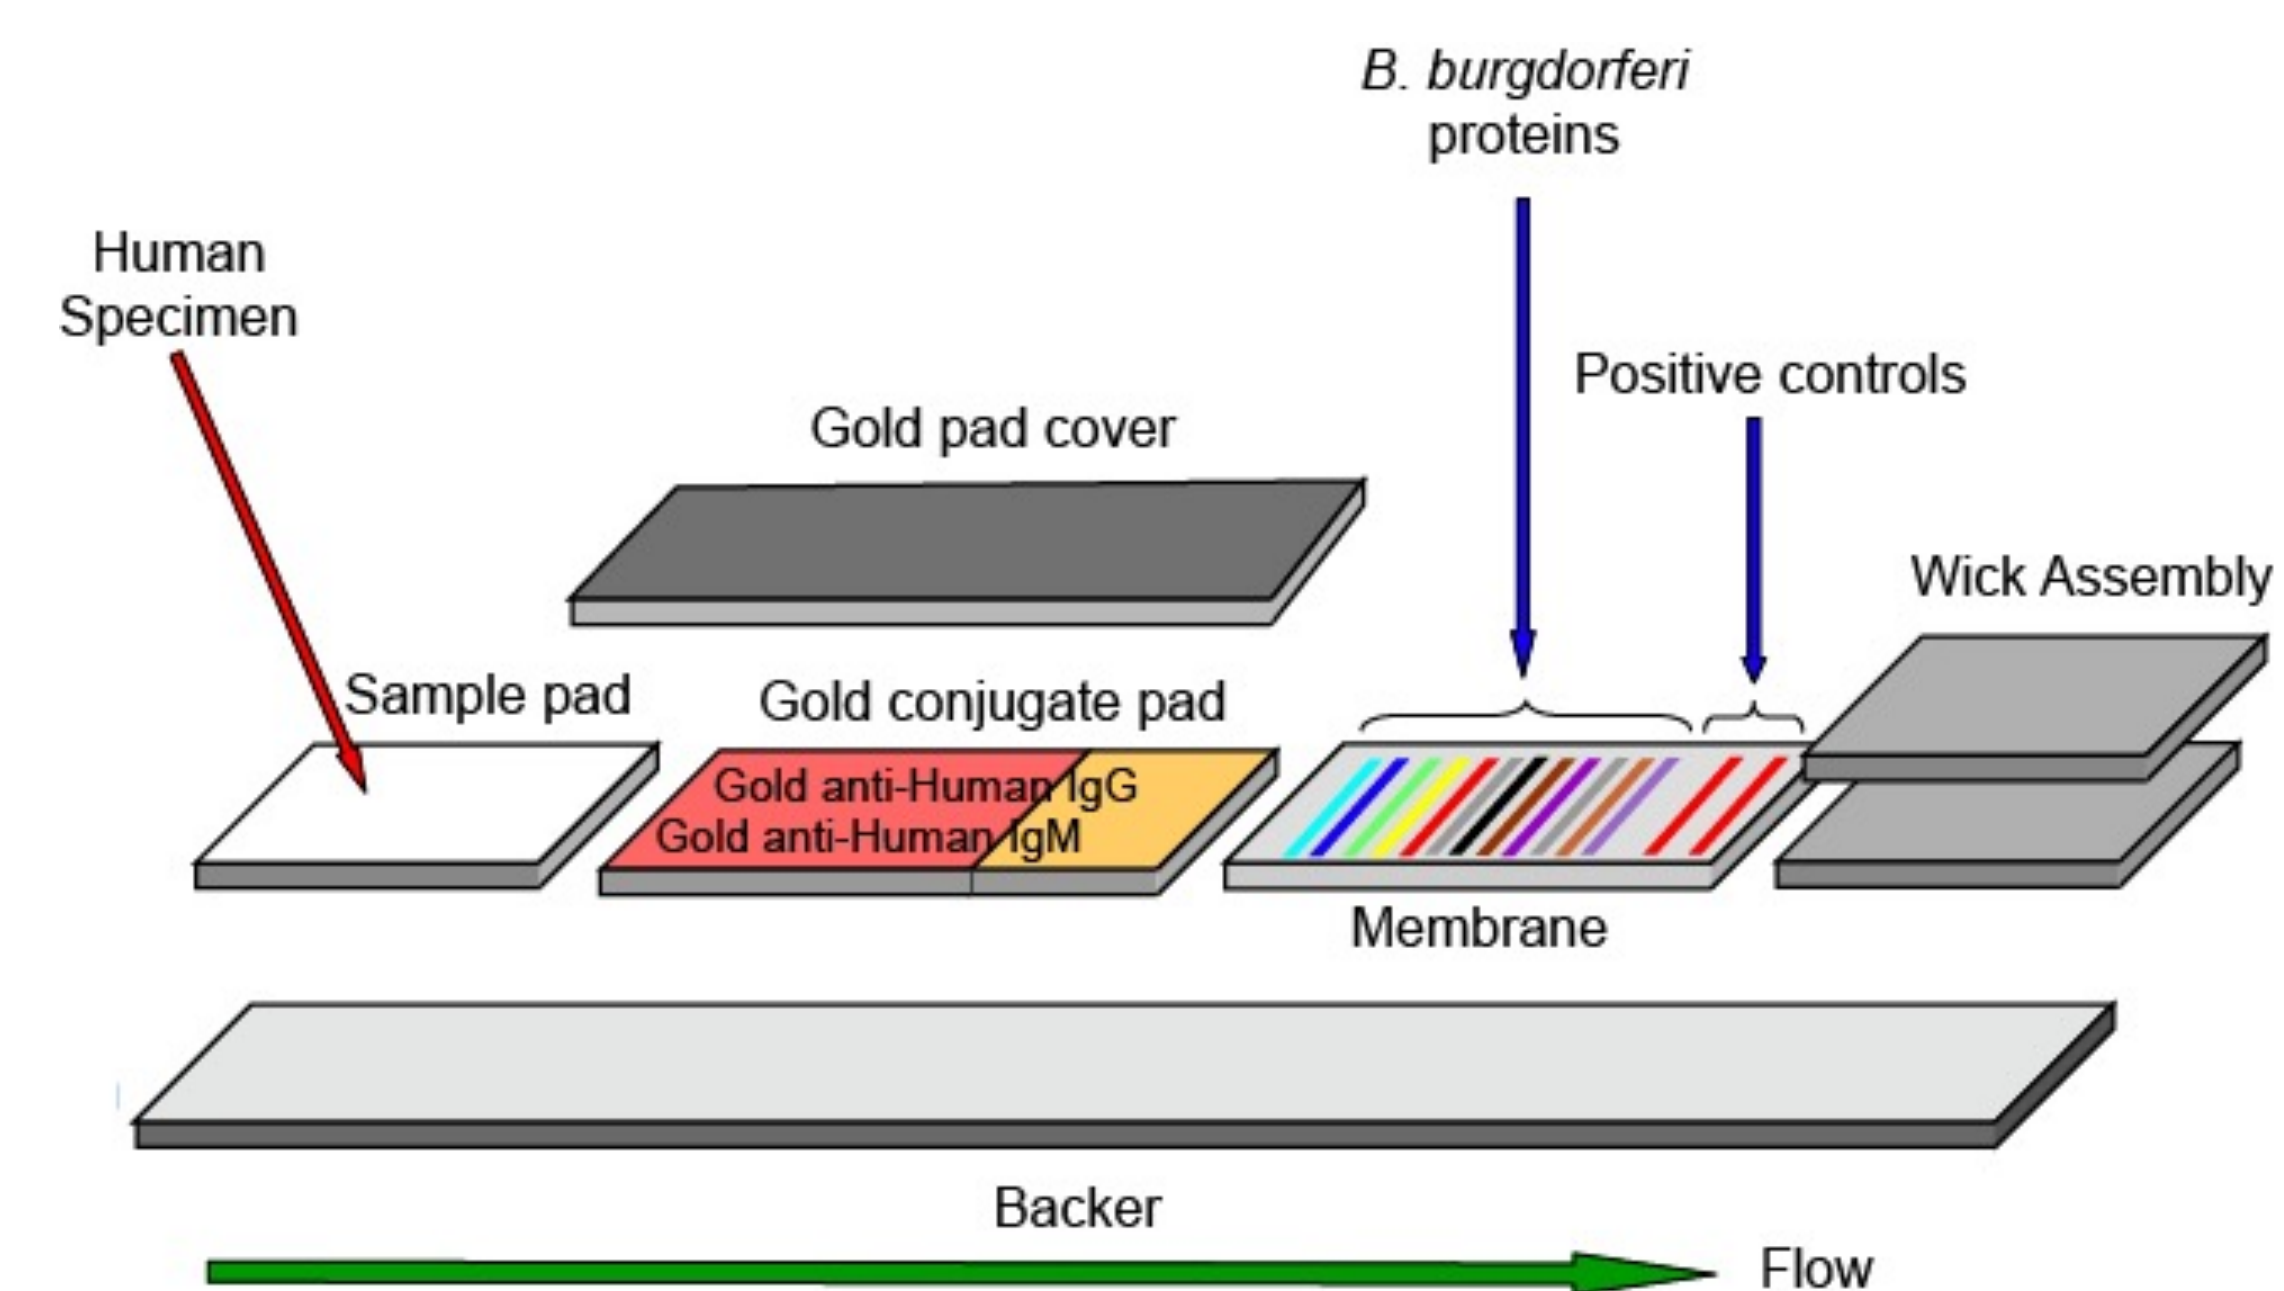 B. burgdorferi
proteins
Human
Specimen
Positive controls
Gold pad cover
Wick Assembly
Sample pad
Gold conjugate pad
Gold anti-Human IgG
Gold anti-Human IgM
Membrane
Backer
Flow